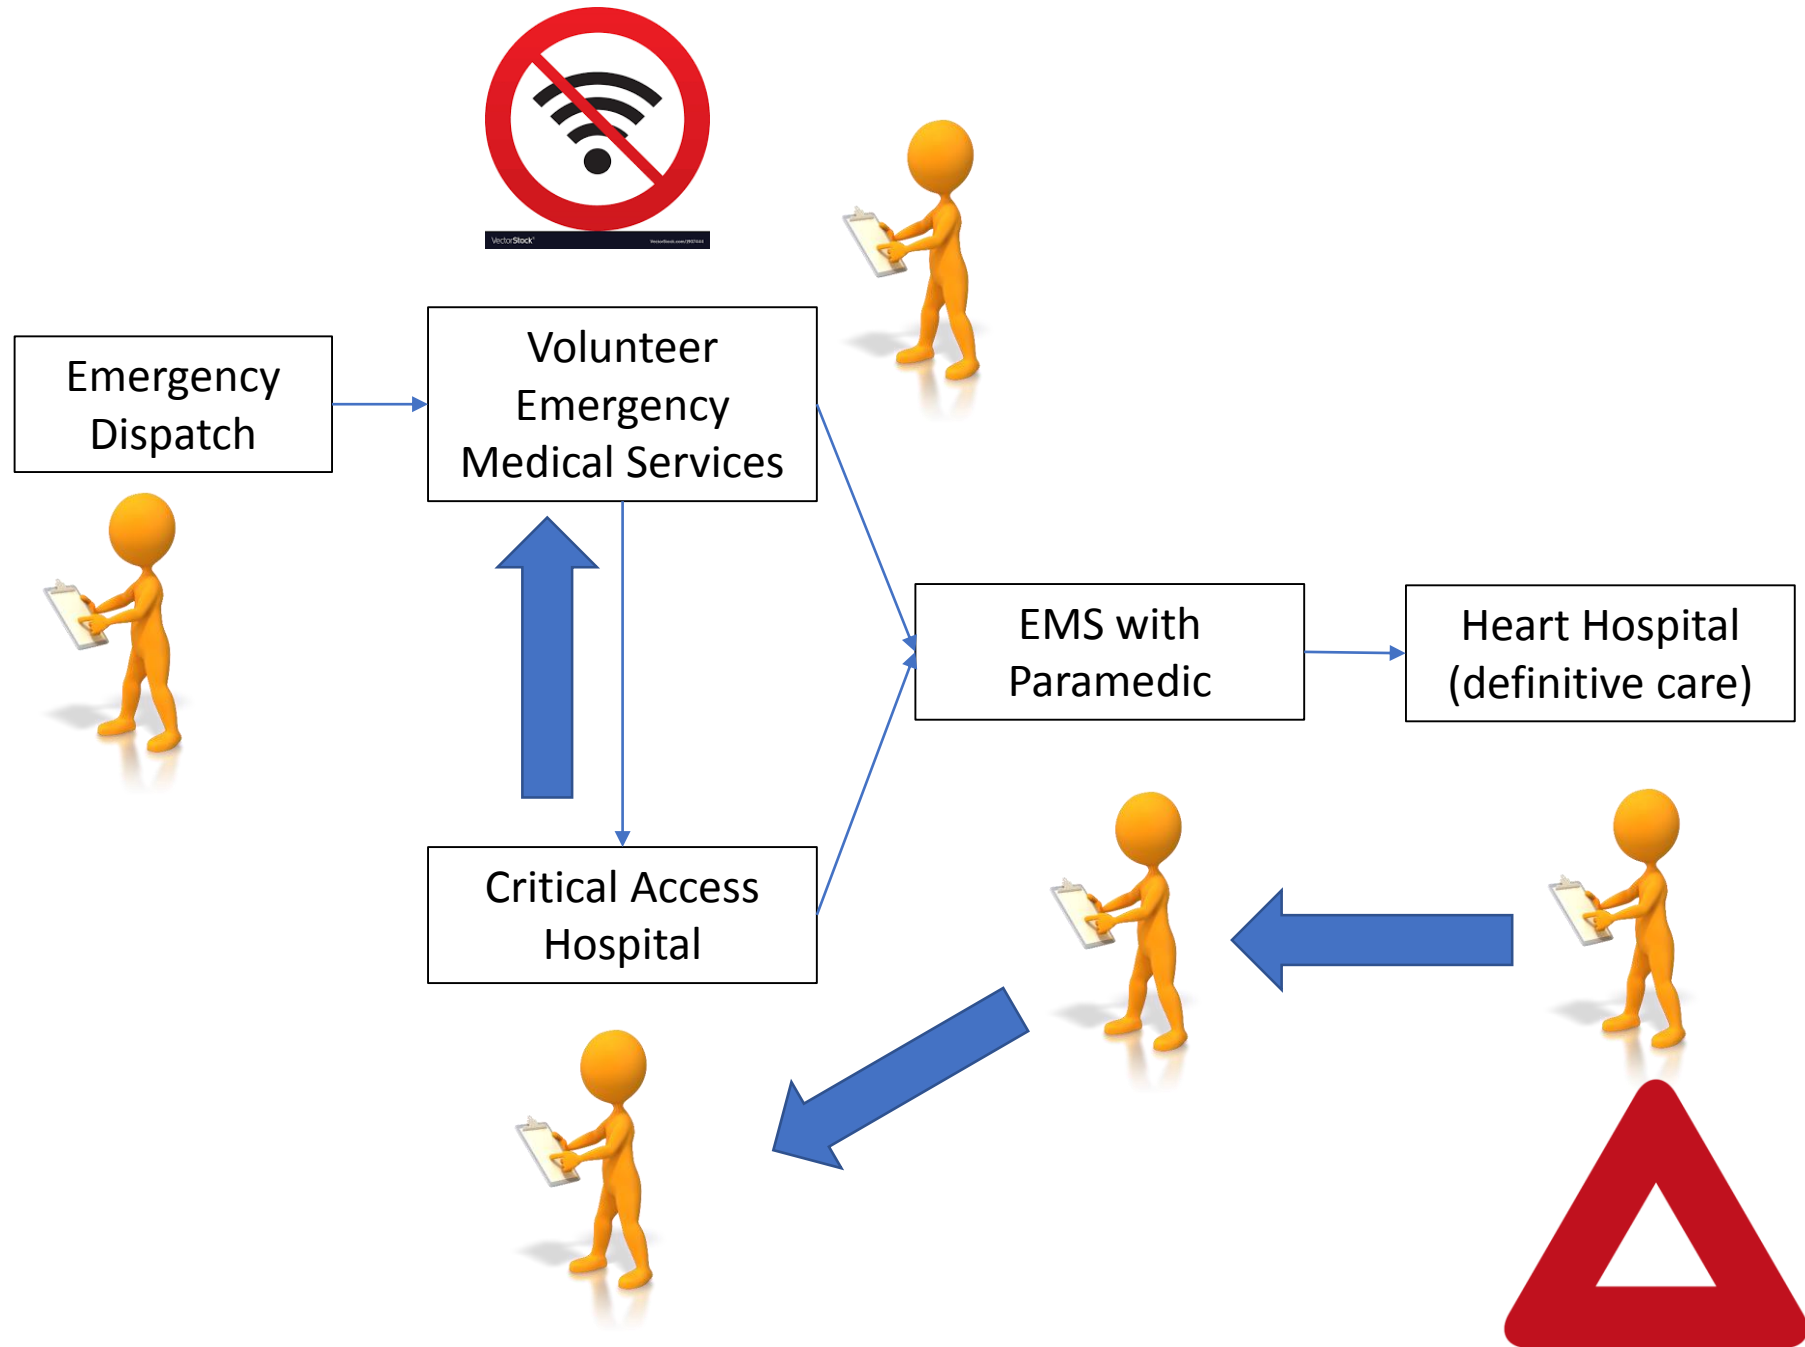 VectorStock®
Emergency
Dispatch
Volunteer
Emergency
Medical Services
EMS with
Paramedic
Heart Hospital
(definitive care)
Critical Access
Hospital